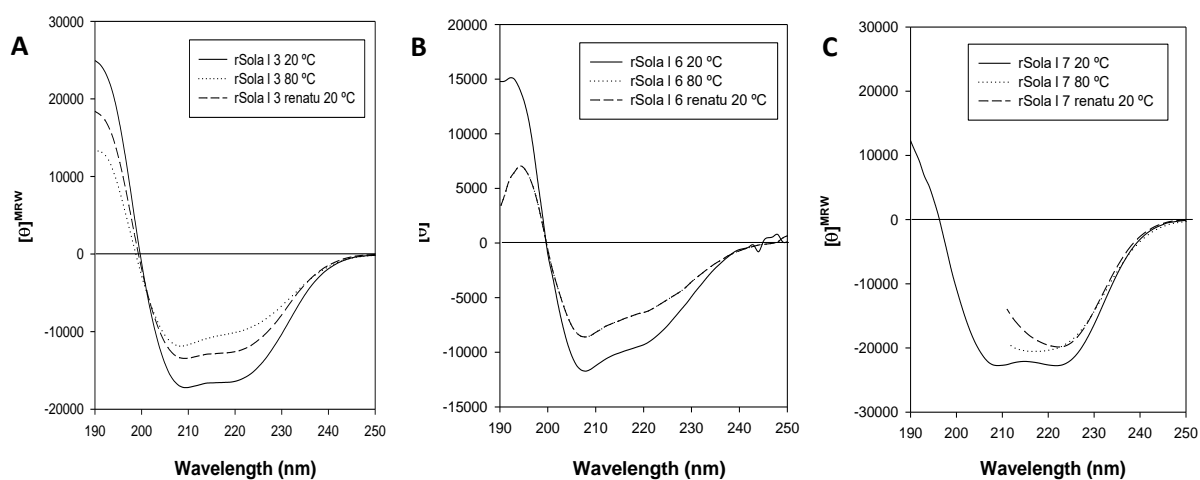 A
30000
20000
10000
0
-10000
-20000
190 200 210 220 230 240 250
[θ]MRW
Wavelength (nm)
rSola l 3 20 ºC
rSola l 3 80 ºC
rSola l 3 renatu 20 ºC
B
20000
15000
10000
5000
0
-5000
-10000
-15000
190 200 210 220 230 240 250
Wavelength (nm)
rSola l 6 20 ºC
rSola l 6 80 ºC
rSola l 6 renatu 20 ºC
C
30000
20000
10000
0
-10000
-20000
-30000
190 200 210 220 230 240 250
[θ]MRW
Wavelength (nm)
rSola l 7 20 ºC
rSola l 7 80 ºC
rSola l 7 renatu 20 ºC